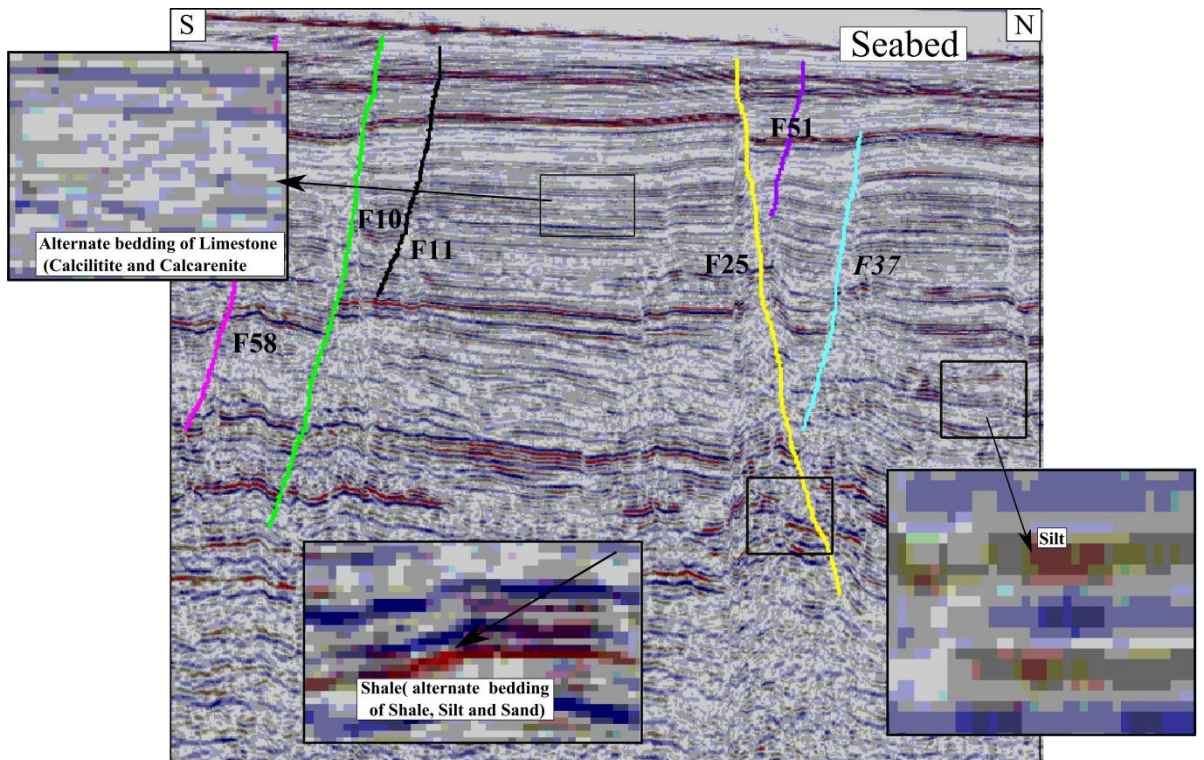 S
N
Seabed
F51
F10
F11
F25
F37
Alternate bedding of Limestone
(Calcilitite and Calcarenite
F58
Silt
Shale( alternate bedding
of Shale, Silt and Sand)